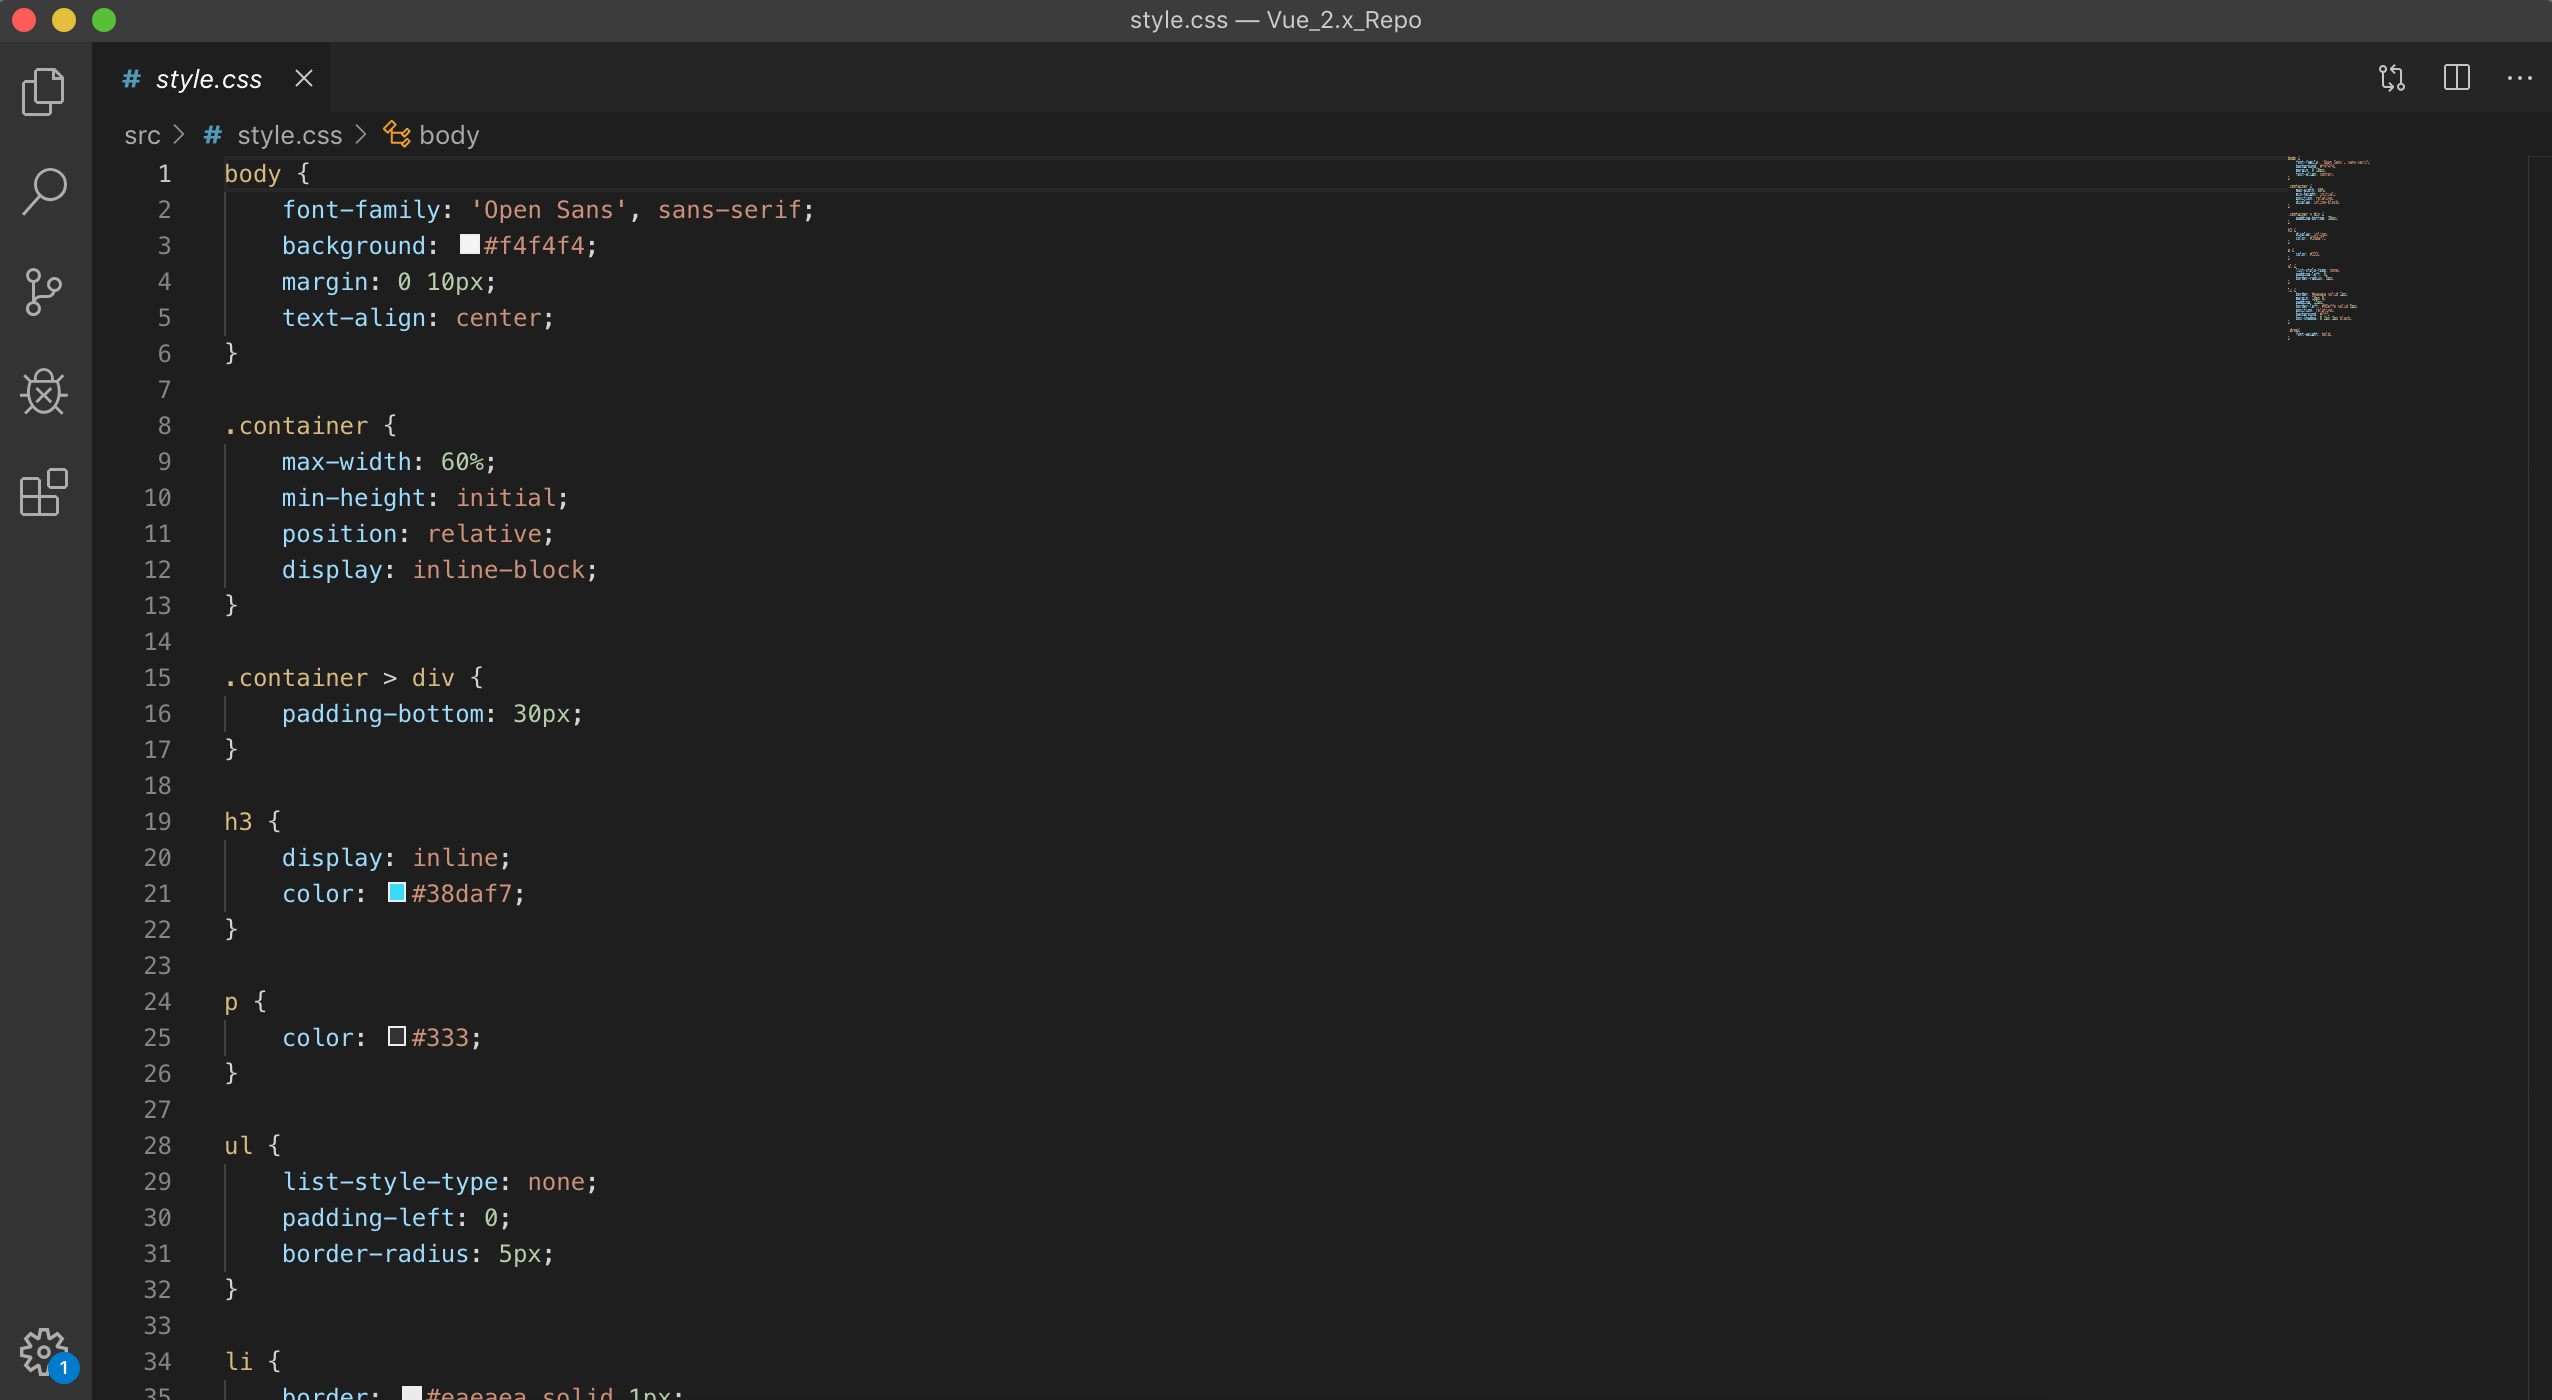 style.css — Vue_2.x_Repo
# style.css
src > # style.css > body
1 body {
2     font-family: 'Open Sans', sans-serif;
3     background: #f4f4f4;
4     margin: 0 10px;
5     text-align: center;
6 }
7
8 .container {
9     max-width: 60%;
10     min-height: initial;
11     position: relative;
12     display: inline-block;
13 }
14
15 .container > div {
16     padding-bottom: 30px;
17 }
18
19 h3 {
20     display: inline;
21     color: #38daf7;
22 }
23
24 p {
25     color: #333;
26 }
27
28 ul {
29     list-style-type: none;
30     padding-left: 0;
31     border-radius: 5px;
32 }
33
34 li {
35     border: #eaeaea solid 1px;
1